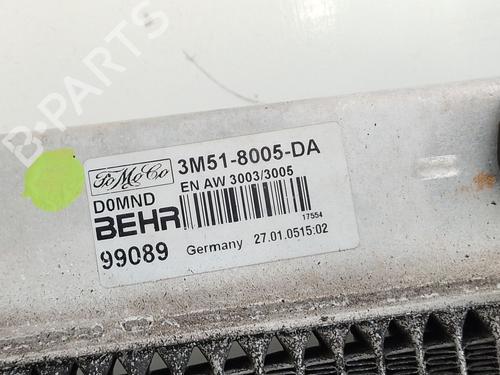 B-PARTS
FoMoCo 3M51-8005-DA
EN AW 3003/3005
D0MND
BEHR
17554
99089 Germany 27.01.0515:02